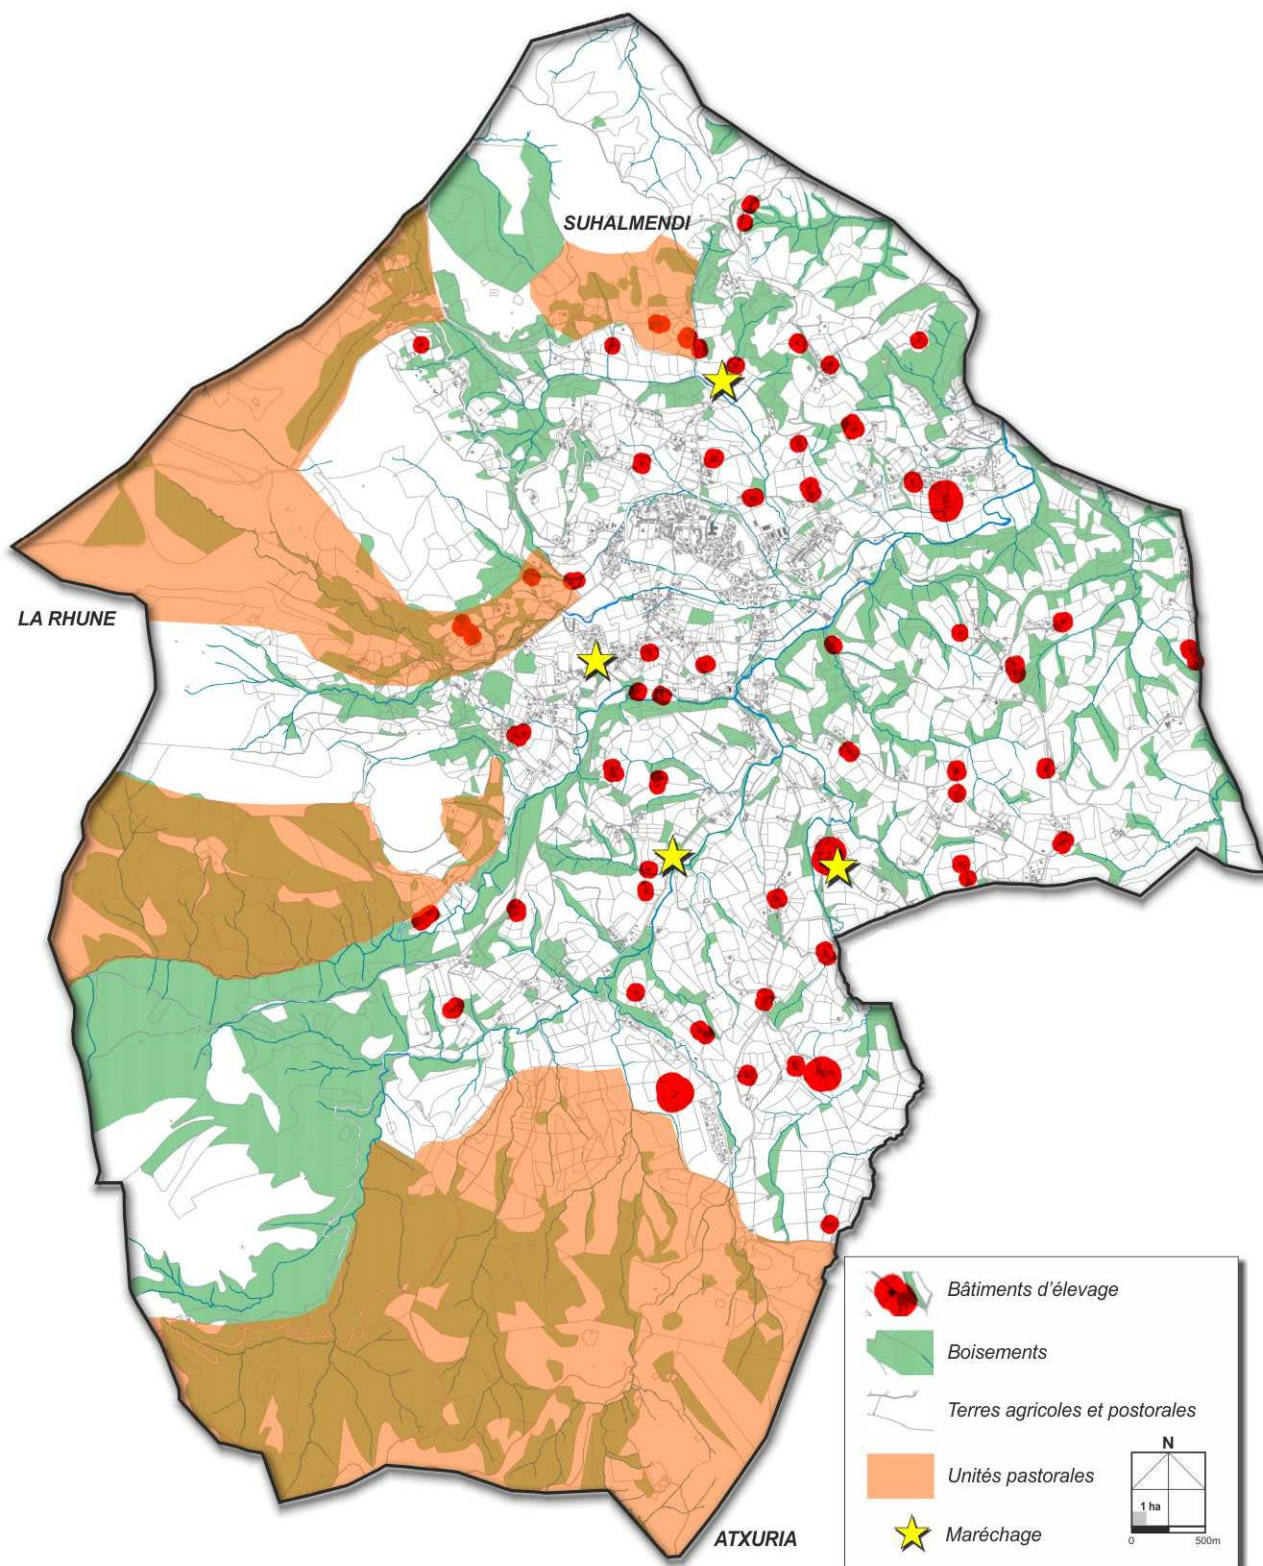 SUHALMENDI
LA RHUNE
ATXURIA
Bâtiments d'élevage
Boisements
Terres agricoles et postorales
Unités pastorales
Maréchage
N
1 ha
0 500m